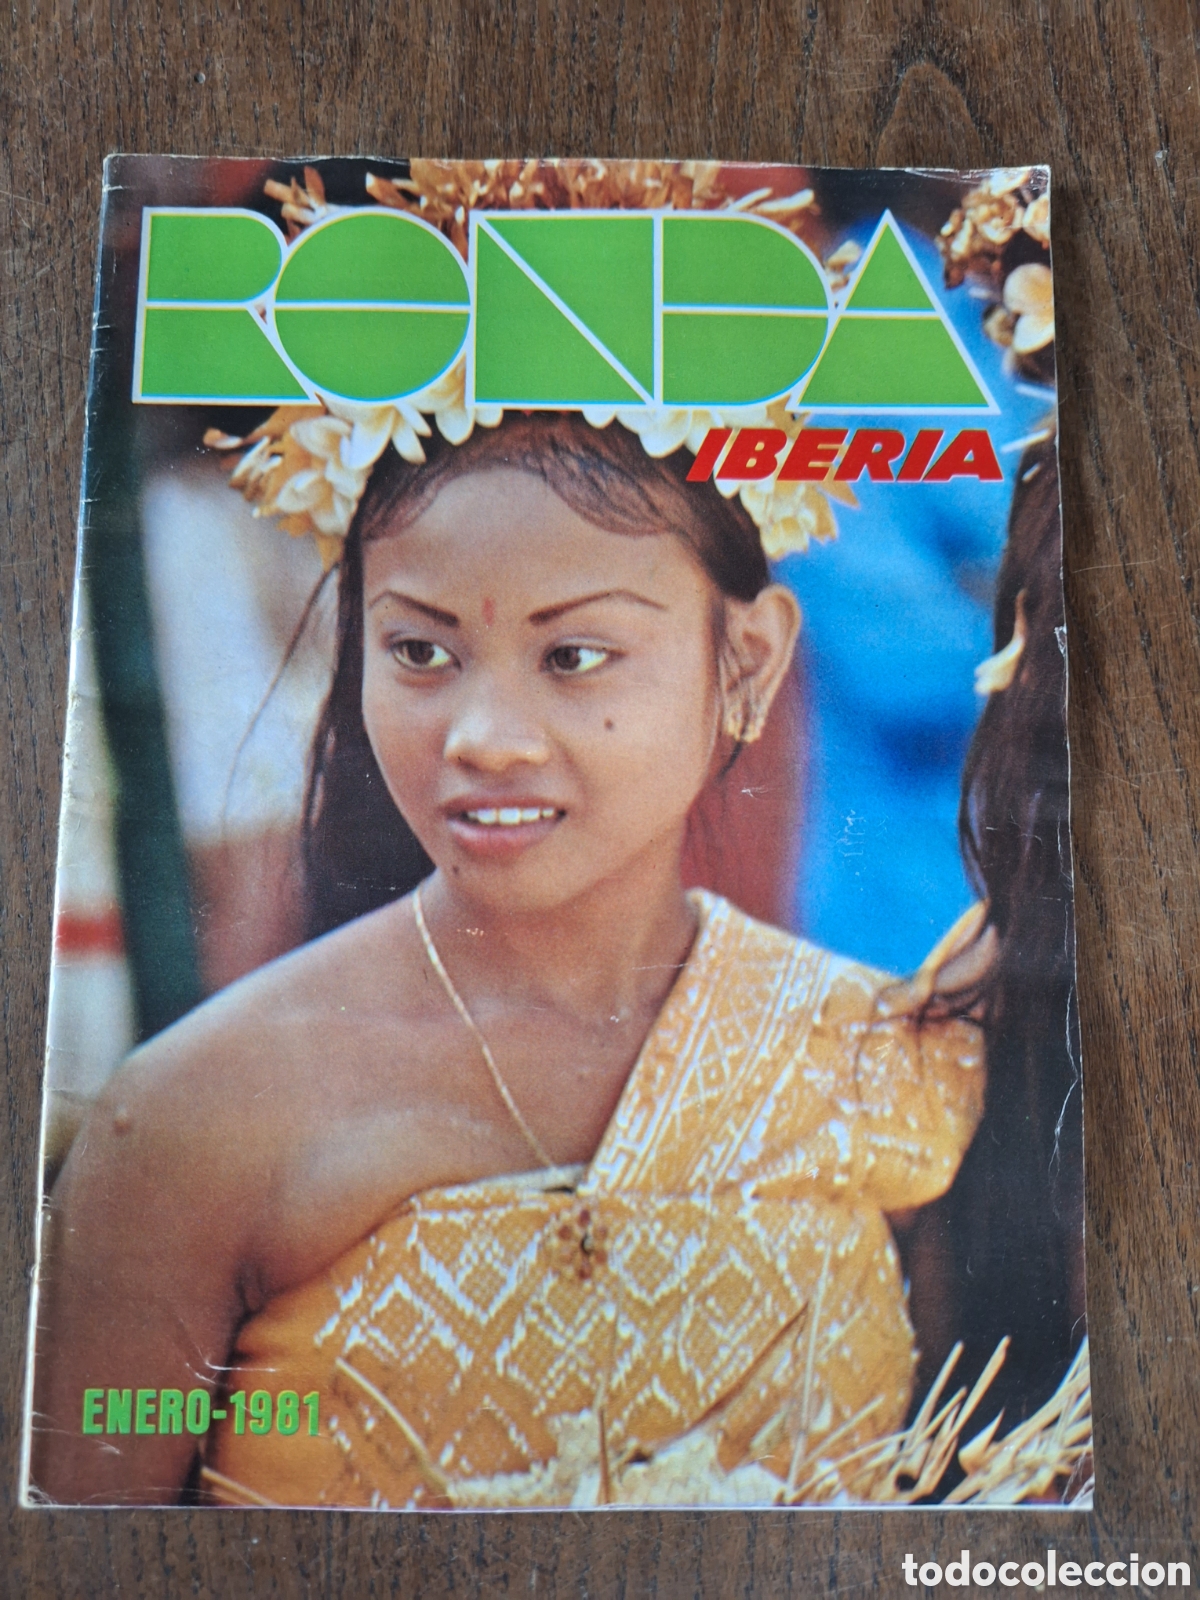 RONDA
IBERIA
ENERO-1981
todocoleccion